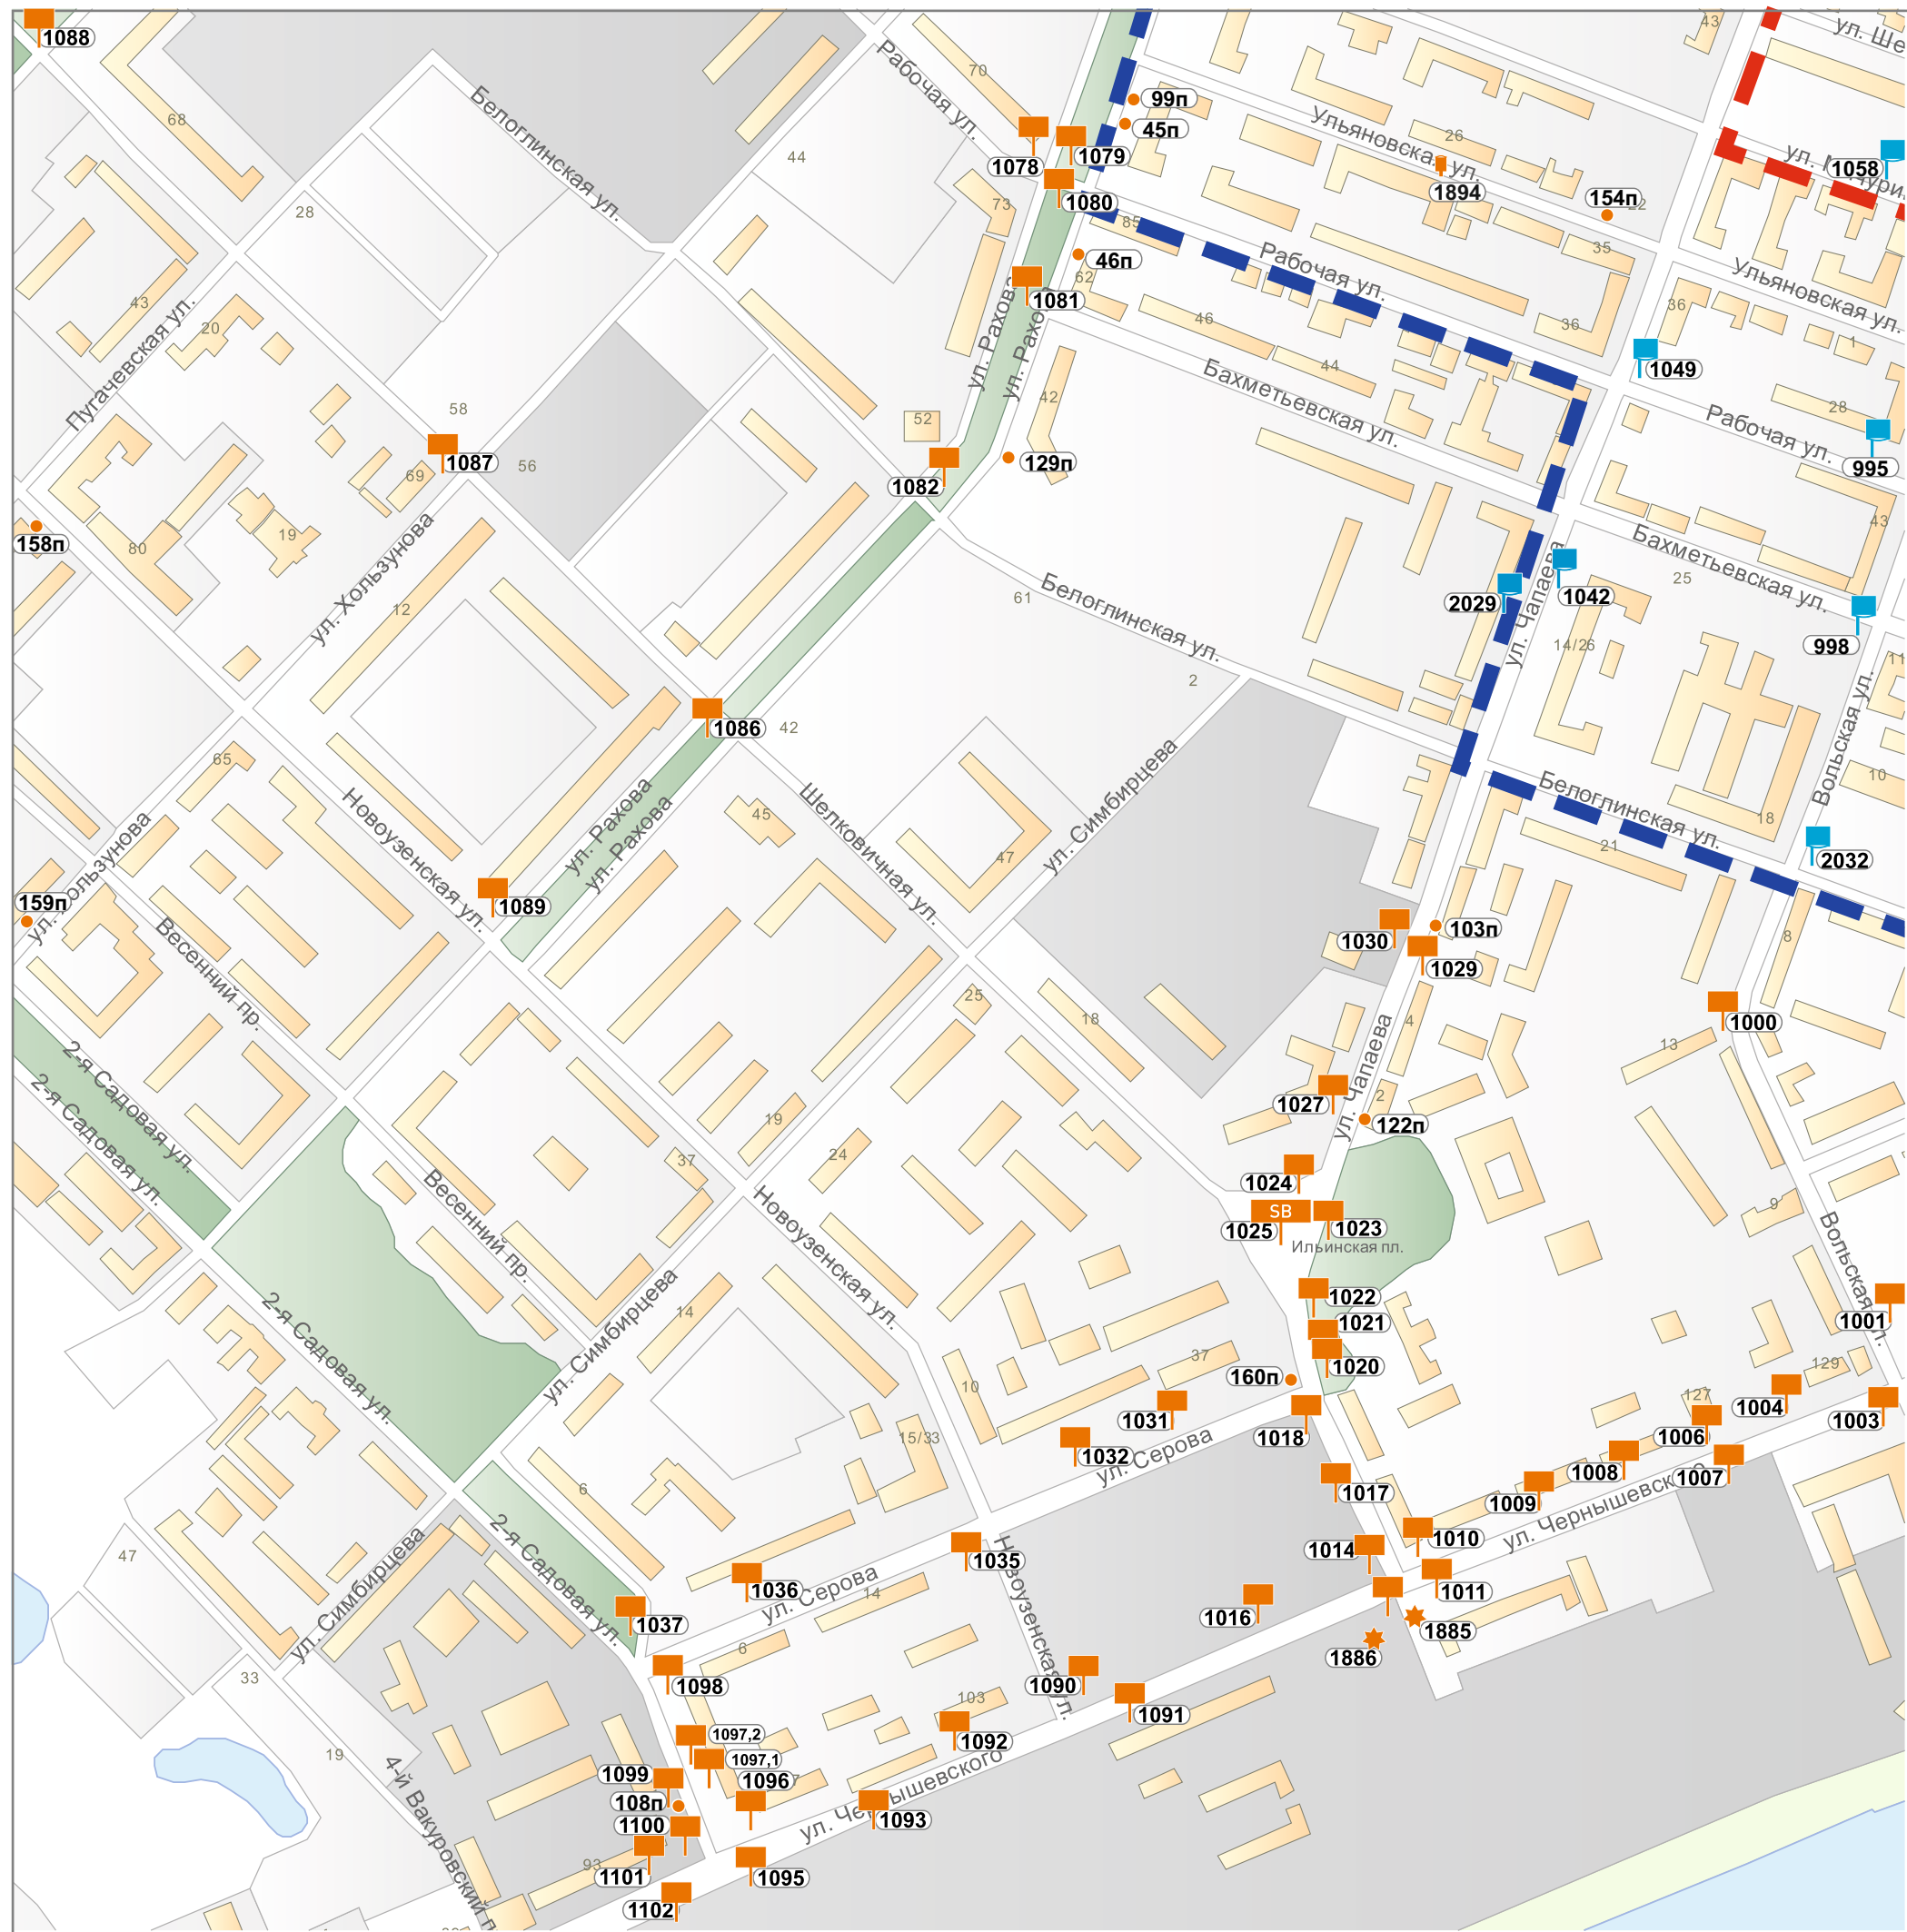 1088
68
28
43
20
Пугачевская ул.
Белоглинская ул.
44
Рабочая ул.
70
1078
1079
1080
73
99п
45п
85
46п
62
1081
ул. Рахова
ул. Рахова
42
52
1082
129п
Ульяновская ул.
26
1894
154п
22
35
36
Рабочая ул.
46
44
Бахметьевская ул.
43
ул. Ше
1058
Ульяновская ул.
36
1
1049
28
Рабочая ул.
995
43
Бахметьевская ул.
25
998
1042
2029
ул. Чапаева
14/26
58
1087
56
69
19
80
158п
ул. Хользунова
12
61
Белоглинская ул.
2
1086
42
65
Новоузенская ул.
ул. Рахова
ул. Рахова
45
Шелковичная ул.
47
ул. Симбирцева
1089
ул. Хользунова
159п
Весенний пр.
2-я Садовая ул.
2-я Садовая ул.
Белоглинская ул.
21
18
11
10
Вольская ул.
2032
8
1030
103п
1029
1000
13
4
2
25
18
1027
ул. Чапаева
122п
1024
SB
1025
1023
Ильинская пл.
19
37
24
9
Вольская ул.
1022
1021
1020
1001
Весенний пр.
Новоузенская ул.
2-я Садовая ул.
ул. Симбирцева
14
10
37
160п
1031
1032
1018
ул. Серова
15/33
129
127
1004
1003
1006
1007
1008
1009
1017
1010
1014
1011
ул. Чернышевского
6
2-я Садовая ул.
1035
1036
ул. Серова
14
1037
6
1016
1885
1886
47
ул. Симбирцева
33
19
Новоузенская ул.
1090
1091
103
1092
1098
1097,2
1097,1
1099
1096
108п
1100
1093
ул. Чернышевского
93
1101
1095
1102
4-й Вакуровский п